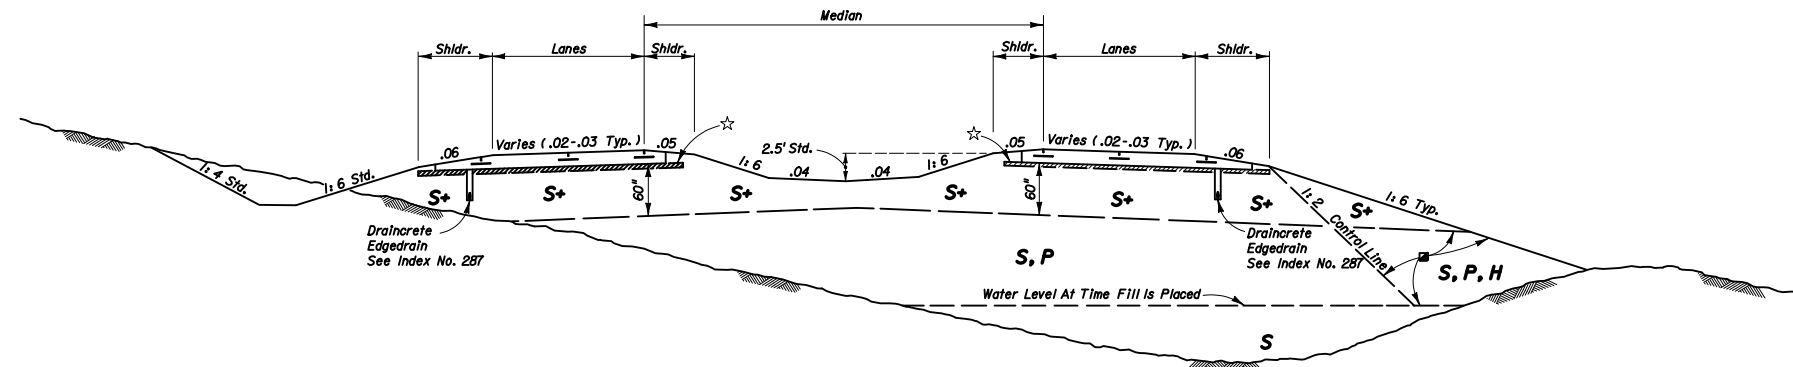 Median
Shldr.
Lanes
Shldr.
Shldr.
Lanes
Shldr.
.06
Varies (.02-.03 Typ.)
.05
2.5' Std.
.05
Varies (.02-.03 Typ.)
.06
1:4 Std.
1:6 Std.
1:6
.04
.04
1:6
S+
S+
60"
S+
S+
60"
S+
S+
1:2 Control Line
S+
1:6 Typ.
Draincrete
Edgedrain
See Index No. 287
Draincrete
Edgedrain
See Index No. 287
S, P
S, P, H
Water Level At Time Fill Is Placed
S